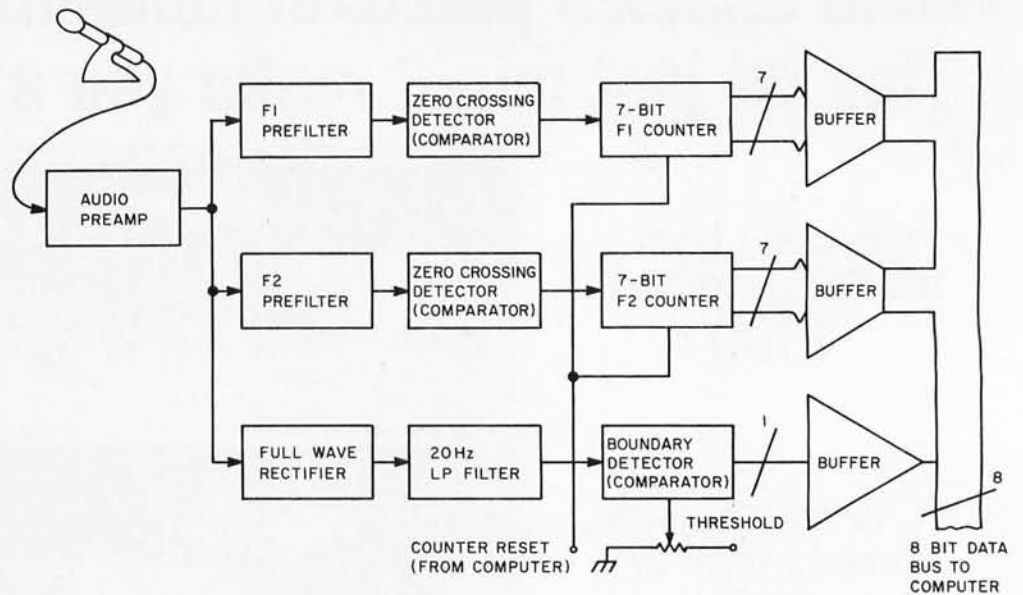 F1
PREFILTER
ZERO CROSSING
DETECTOR
(COMPARATOR)
7-BIT
F1 COUNTER
7
BUFFER
AUDIO
PREAMP
F2
PREFILTER
ZERO CROSSING
DETECTOR
(COMPARATOR)
7-BIT
F2 COUNTER
7
BUFFER
FULL WAVE
RECTIFIER
20Hz
LP FILTER
BOUNDARY
DETECTOR
(COMPARATOR)
1
BUFFER
8
THRESHOLD
COUNTER RESET
(FROM COMPUTER)
8 BIT DATA
BUS TO
COMPUTER